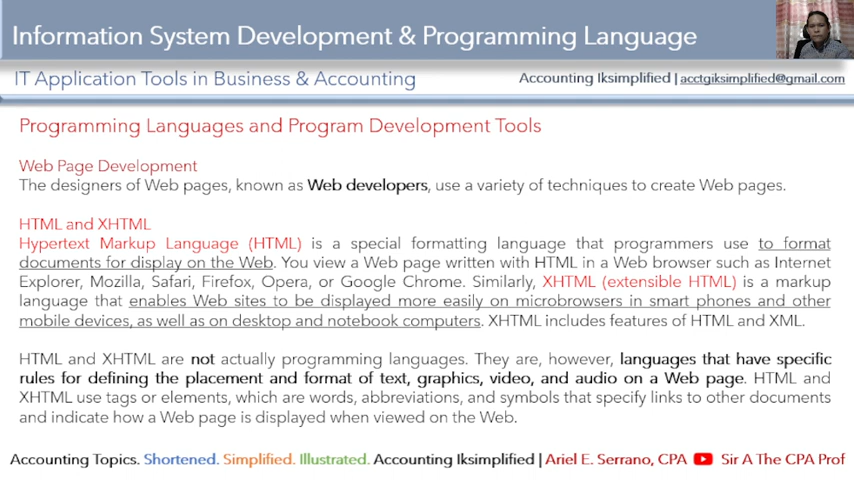 Information System Development & Programming Language
IT Application Tools in Business & Accounting
Accounting Iksimplified | acctgiksimplified@gmail.com
Programming Languages and Program Development Tools
Web Page Development
The designers of Web pages, known as Web developers, use a variety of techniques to create Web pages.
HTML and XHTML
Hypertext Markup Language (HTML) is a special formatting language that programmers use to format
documents for display on the Web. You view a Web page written with HTML in a Web browser such as Internet
Explorer, Mozilla, Safari, Firefox, Opera, or Google Chrome. Similarly, XHTML (extensible HTML) is a markup
language that enables Web sites to be displayed more easily on microbrowsers in smart phones and other
mobile devices, as well as on desktop and notebook computers. XHTML includes features of HTML and XML.
HTML and XHTML are not actually programming languages. They are, however, languages that have specific
rules for defining the placement and format of text, graphics, video, and audio on a Web page. HTML and
XHTML use tags or elements, which are words, abbreviations, and symbols that specify links to other documents
and indicate how a Web page is displayed when viewed on the Web.
Accounting Topics. Shortened. Simplified. Illustrated. Accounting Iksimplified | Ariel E. Serrano, CPA Sir A The CPA Prof